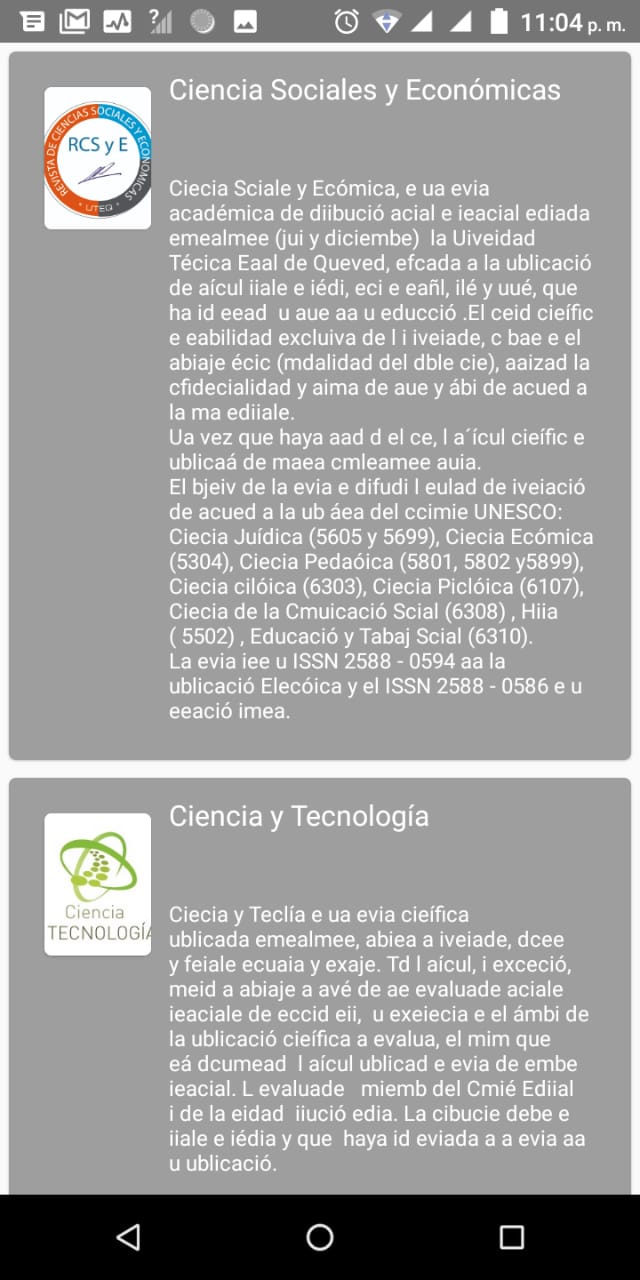 11:04 p. m.
Ciencia Sociales y Económicas
REVISTA DE CIENCIAS SOCIALES Y ECONÓMICAS
RCS y E
UTEQ
Ciecia Sciale y Ecómica, e ua evia
académica de diibució acial e ieacial ediada
emealmee (jui y diciembe)  la Uiveidad
Técica Eaal de Queved, efcada a la ublicació
de aícul iiale e iédi, eci e eañl, ilé y uué, que
ha id eead  u aue aa u educció .El ceid cieífic
e eabilidad excluiva de l i iveiade, c bae e el
abiaje écic (mdalidad del dble cie), aaizad la
cfidecialidad y aima de aue y ábi de acued a
la ma ediiale.
Ua vez que haya aad d el ce, l a´ícul cieífic e
ublicaá de maea cmleamee auia.
El bjeiv de la evia e difudi l eulad de iveiació
de acued a la ub áea del ccimie UNESCO:
Ciecia Juídica (5605 y 5699), Ciecia Ecómica
(5304), Ciecia Pedaóica (5801, 5802 y5899),
Ciecia cilóica (6303), Ciecia Piclóica (6107),
Ciecia de la Cmuicació Scial (6308) , Hiia
( 5502) , Educació y Tabaj Scial (6310).
La evia iee u ISSN 2588 - 0594 aa la
ublicació Elecóica y el ISSN 2588 - 0586 e u
eeació imea.
Ciencia y Tecnología
Ciencia
TECNOLOGÍA
Ciecia y Teclía e ua evia cieífica
ublicada emealmee, abiea a iveiade, dcee
y feiale ecuaia y exaje. Td l aícul, i exceció,
meid a abiaje a avé de ae evaluade aciale
ieaciale de eccid eii,  u exeiecia e el ámbi de
la ublicació cieífica a evalua, el mim que
eá dcumead  l aícul ublicad e evia de embe
ieacial. L evaluade   miemb del Cmié Ediial
i de la eidad  iiució edia. La cibucie debe e
iiale e iédia y que  haya id eviada a a evia aa
u ublicació.